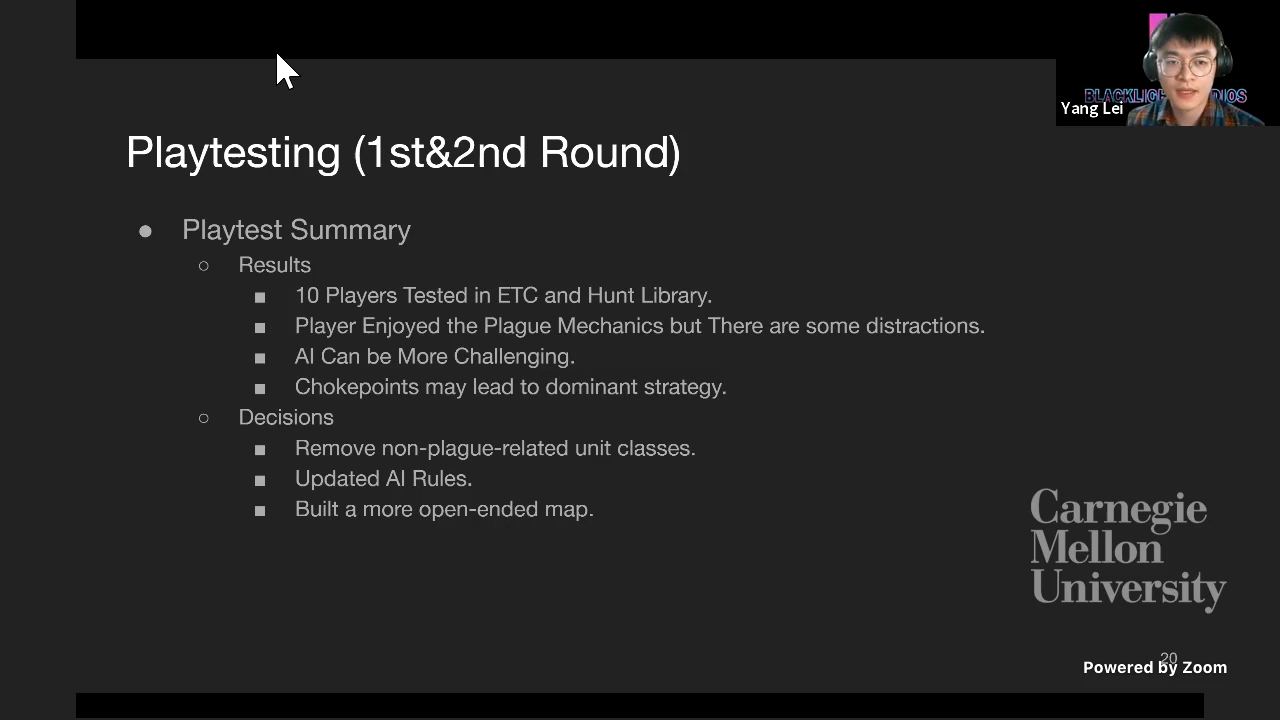 BLACKLIGHT STUDIOS
Yang Lei
Playtesting (1st&2nd Round)
● Playtest Summary
○ Results
■ 10 Players Tested in ETC and Hunt Library.
■ Player Enjoyed the Plague Mechanics but There are some distractions.
■ AI Can be More Challenging.
■ Chokepoints may lead to dominant strategy.
○ Decisions
■ Remove non-plague-related unit classes.
■ Updated AI Rules.
■ Built a more open-ended map.
Carnegie
Mellon
University
20
Powered by Zoom